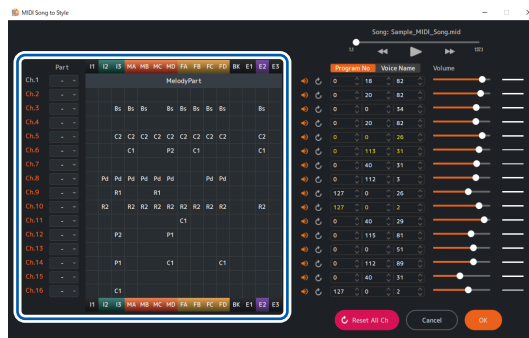 MIDI Song to Style
Song: Sample_MIDI_Song.mid
1:1
Part I1 I2 I3 MA MB MC MD FA FB FC FD BK E1 E2 E3
Program No Voice Name Volume
Ch.1 - MelodyPart 0 18 82
Ch.2 - 0 20 82
Ch.3 - Bs Bs Bs Bs Bs Bs Bs Bs 0 0 34
Ch.4 - 0 20 82
Ch.5 - C2 C2 C2 C2 C2 C2 C2 C2 C2 C2 0 0 26
Ch.6 - C1 P2 C1 C1 0 113 31
Ch.7 - 0 40 31
Ch.8 - Pd Pd Pd Pd Pd Pd Pd Pd 0 112 3
Ch.9 - R1 R1 127 0 26
Ch.10 - R2 R2 R2 R2 R2 R2 R2 R2 R2 R2 127 0 2
Ch.11 - C1 0 40 29
Ch.12 - P2 P1 0 115 81
Ch.13 - 0 0 51
Ch.14 - P1 C1 C1 0 112 89
Ch.15 - 0 40 31
Ch.16 - C1 127 0 2
I1 I2 I3 MA MB MC MD FA FB FC FD BK E1 E2 E3
Reset All Ch Cancel OK